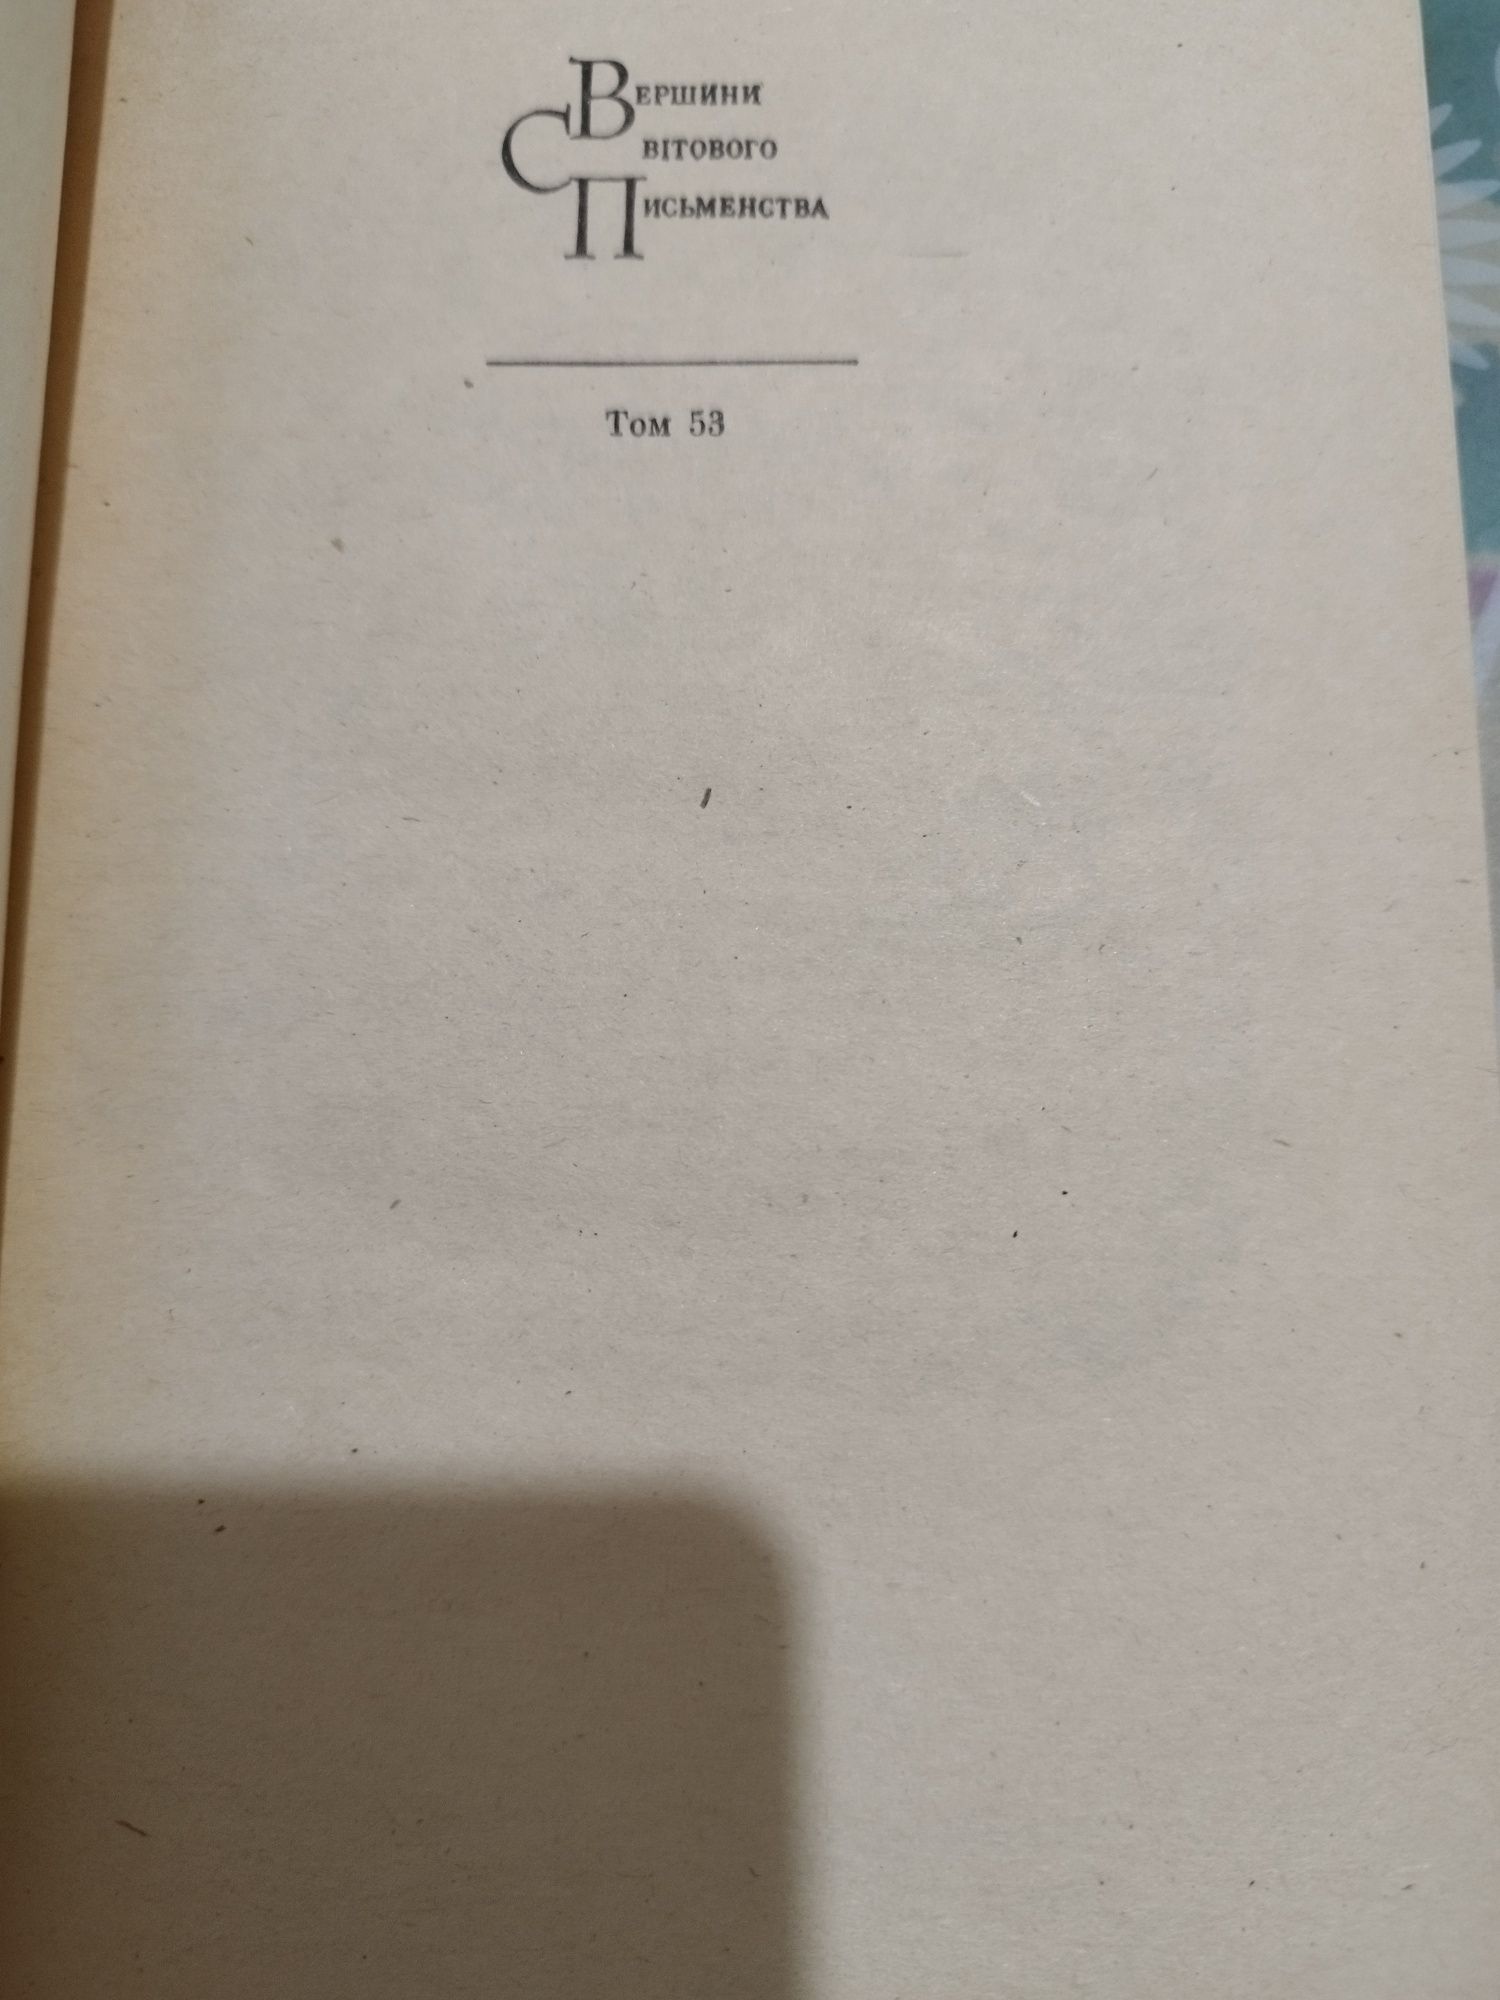 Вершини
Світового
Письменства
Том 53